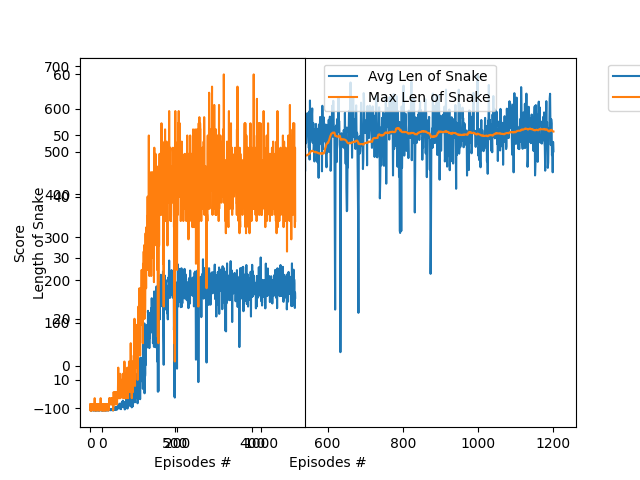 700
60
600
50
500
400
40
30
300
200
20
100
0
10
−100
Score
Length of Snake
Avg Len of Snake
Max Len of Snake
0 0 500 200 400 1000 600 800 1000 1200
Episodes # Episodes #